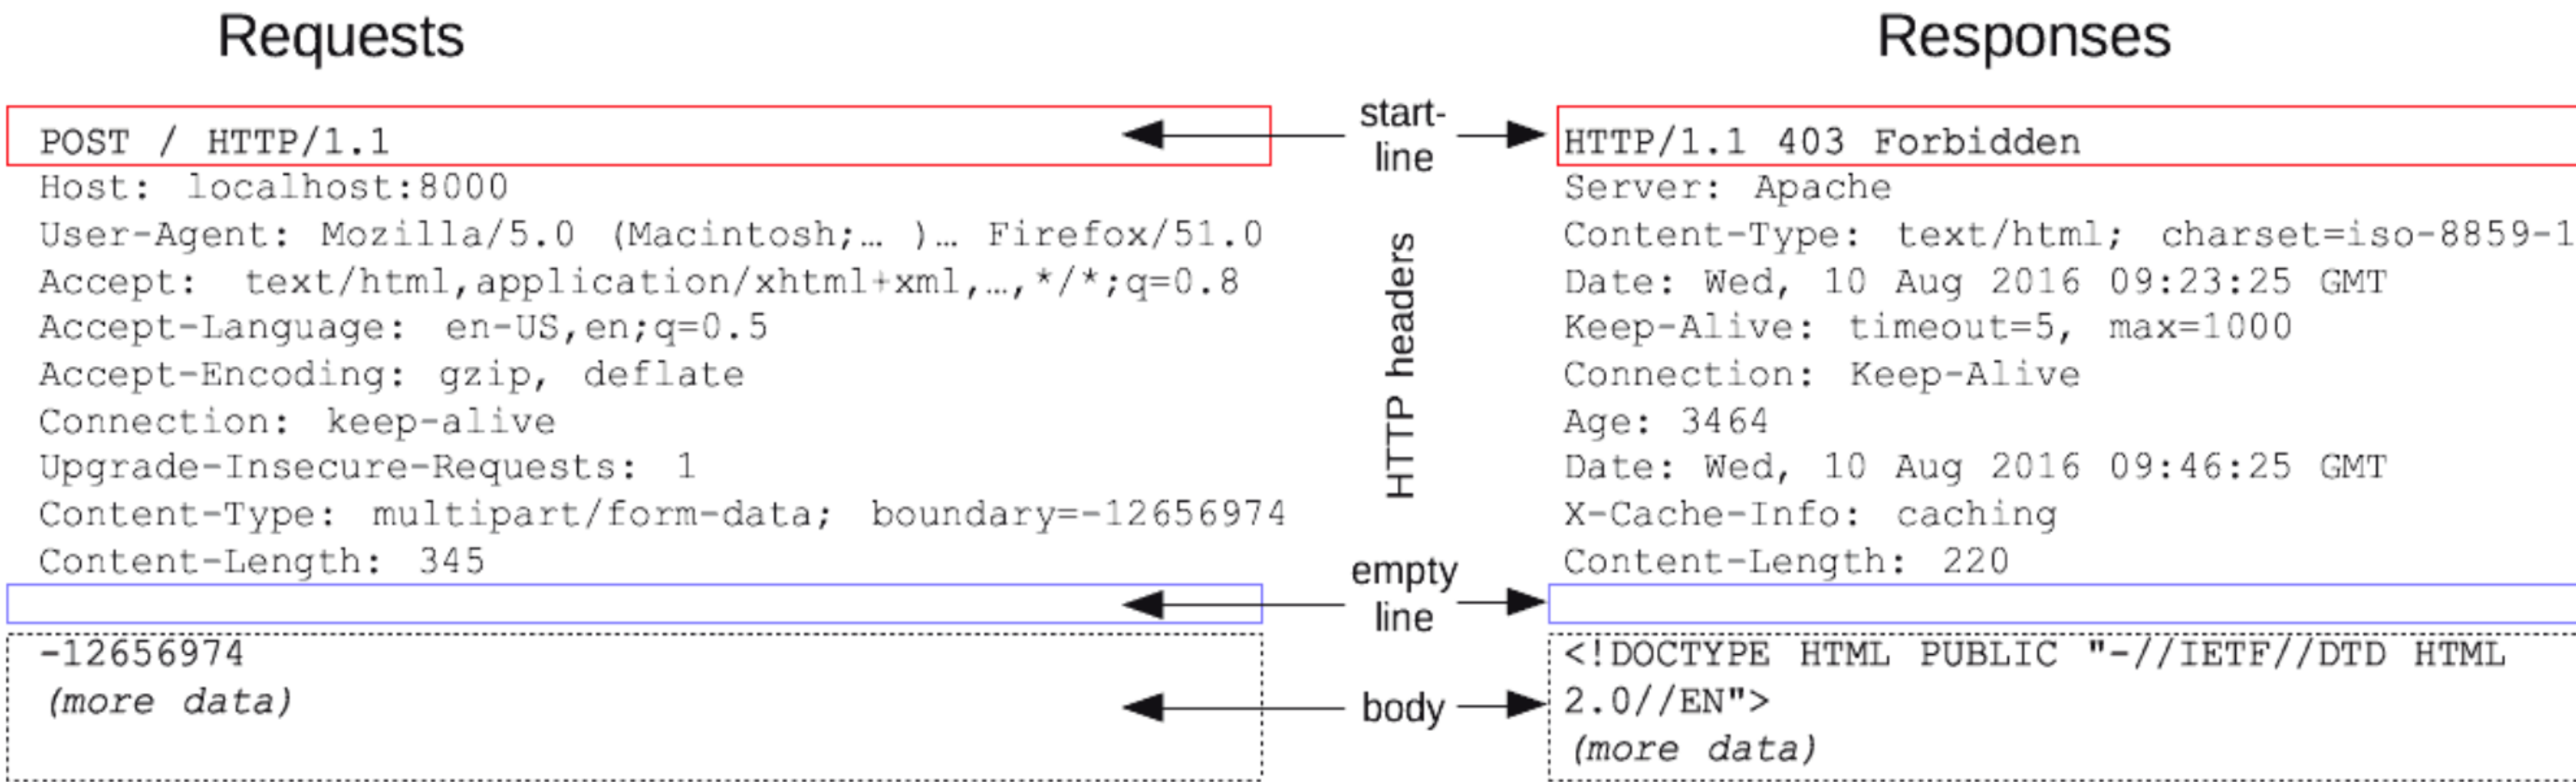 Requests
POST / HTTP/1.1
Host: localhost:8000
User-Agent: Mozilla/5.0 (Macintosh;… )… Firefox/51.0
Accept: text/html,application/xhtml+xml,…,*/*;q=0.8
Accept-Language: en-US,en;q=0.5
Accept-Encoding: gzip, deflate
Connection: keep-alive
Upgrade-Insecure-Requests: 1
Content-Type: multipart/form-data; boundary=-12656974
Content-Length: 345
-12656974
(more data)
start-
line
HTTP headers
empty
line
body
Responses
HTTP/1.1 403 Forbidden
Server: Apache
Content-Type: text/html; charset=iso-8859-1
Date: Wed, 10 Aug 2016 09:23:25 GMT
Keep-Alive: timeout=5, max=1000
Connection: Keep-Alive
Age: 3464
Date: Wed, 10 Aug 2016 09:46:25 GMT
X-Cache-Info: caching
Content-Length: 220
<!DOCTYPE HTML PUBLIC "-//IETF//DTD HTML
2.0//EN">
(more data)